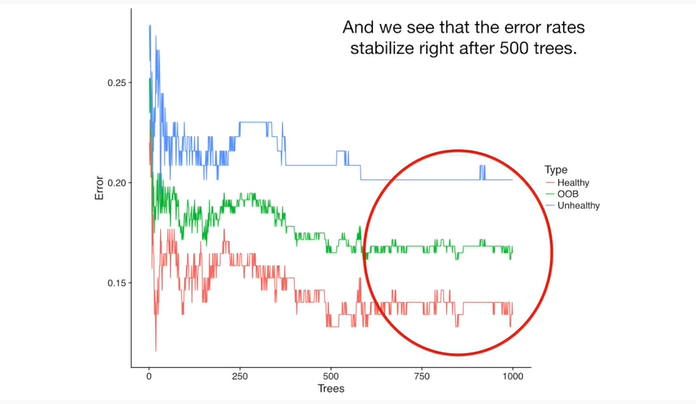 And we see that the error rates
stabilize right after 500 trees.
0.25
0.20
0.15
Error
0
250
500
750
1000
Trees
Type
Healthy
OOB
Unhealthy